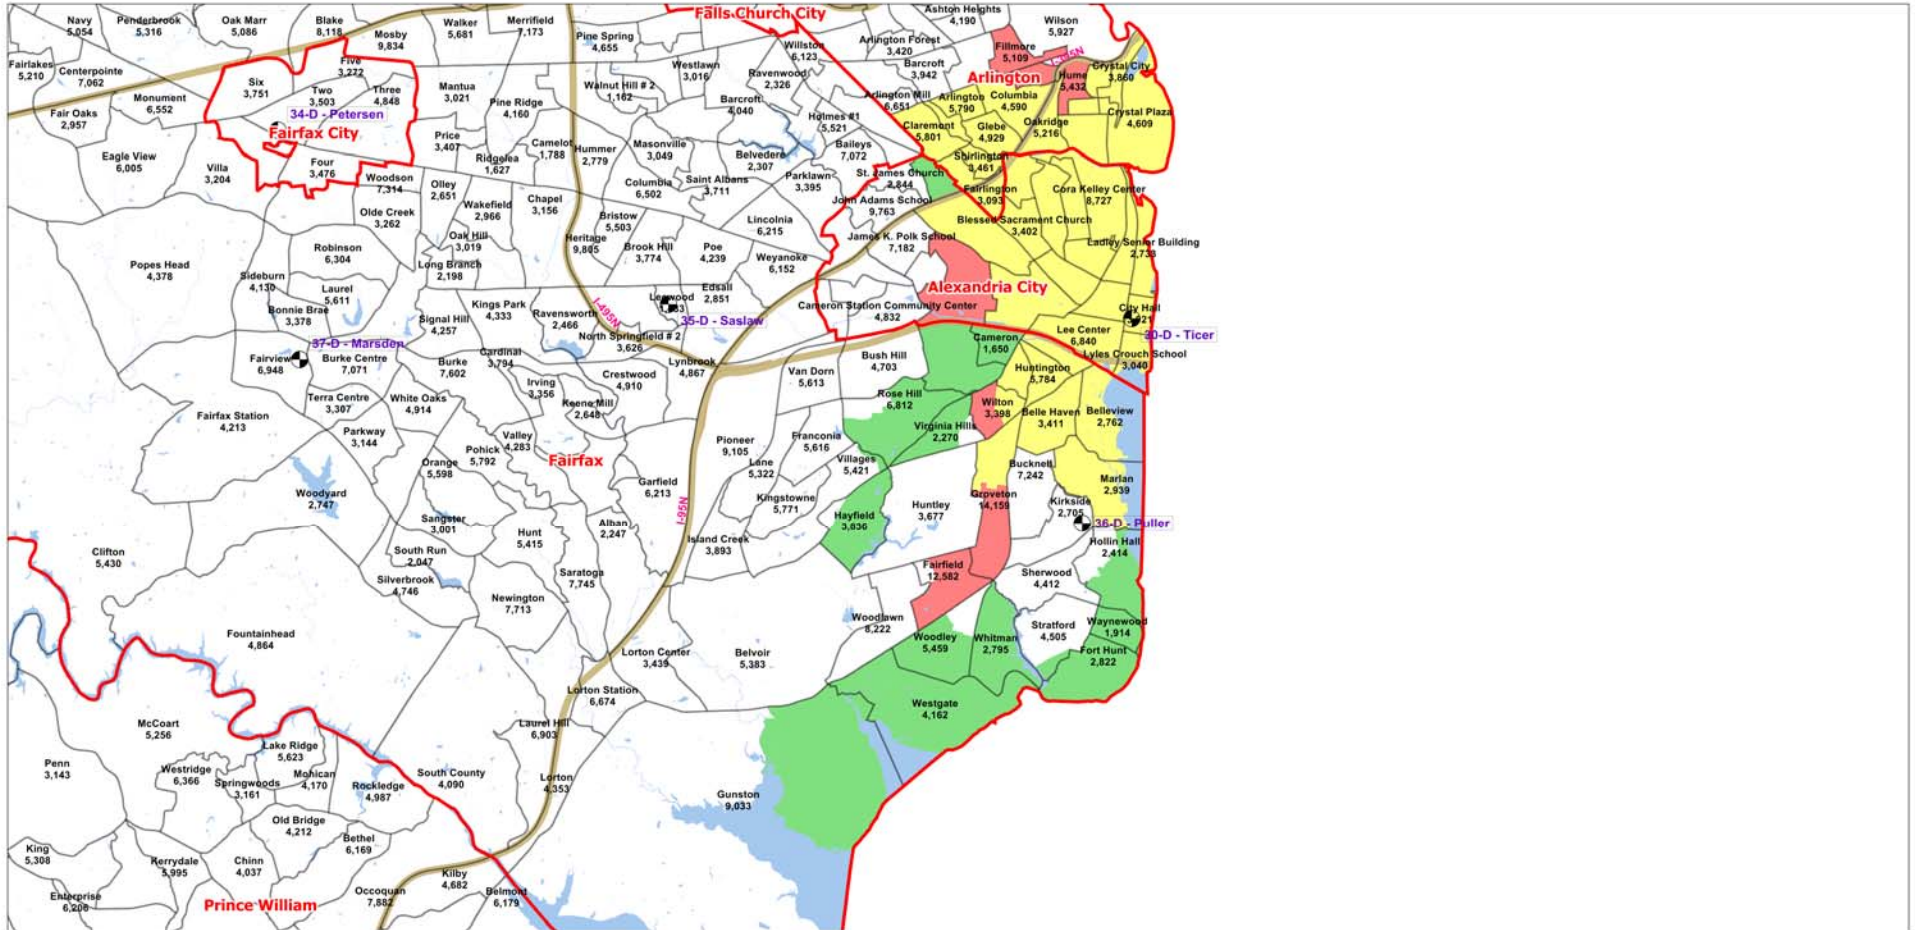 Navy
5,054
Penderbrook
5,316
Oak Marr
5,086
Blake
8,118
Mosby
9,834
Walker
5,681
Merrifield
7,173
Pine Spring
4,655
Falls Church City
Willston
6,123
Ashton Heights
4,190
Arlington Forest
3,420
Wilson
5,927
Fairlakes
5,210
Centerpointe
7,062
Six
3,751
Five
3,272
Two
3,503
Three
4,848
Mantua
3,021
Westlawn
3,016
Ravenwood
2,326
Walnut Hill # 2
1,162
Barcroft
3,942
Fillmore
5,109
Arlington
Hume
5,432
Crystal City
3,860
Monument
6,552
Fair Oaks
2,957
34-D - Petersen
Fairfax City
Pine Ridge
4,160
Barcroft
4,040
Holmes #1
5,521
Arlington Mill
6,651
Arlington
5,790
Columbia
4,590
Crystal Plaza
4,609
Claremont
5,801
Glebe
4,929
Oakridge
5,216
Eagle View
6,005
Villa
3,204
Four
3,476
Woodson
7,314
Price
3,407
Ridgelea
1,627
Camelot
1,788
Hummer
2,779
Masonville
3,049
Belvedere
2,307
Baileys
7,072
Shirlington
3,461
Olley
2,651
Wakefield
2,966
Chapel
3,156
Columbia
6,502
Saint Albans
3,711
Parklawn
3,395
St. James Church
2,844
John Adams School
9,763
Fairlington
3,093
Cora Kelley Center
8,727
Olde Creek
3,262
Bristow
5,503
Lincolnia
6,215
Blessed Sacrament Church
3,402
Oak Hill
3,019
Heritage
9,805
Brook Hill
3,774
Poe
4,239
Weyanoke
6,152
James K. Polk School
7,182
Ladley Senior Building
Popes Head
4,378
Robinson
6,304
Long Branch
2,198
Sideburn
4,130
Laurel
5,611
Bonnie Brae
3,378
Signal Hill
4,257
Kings Park
4,333
Ravensworth
2,466
I-495N
Edsall
2,851
35-D - Saslaw
Alexandria City
Cameron Station Community Center
4,832
City Hall
Lee Center
6,840
30-D - Ticer
North Springfield # 2
3,626
37-D - Marsden
Fairview
6,948
Burke Centre
7,071
Burke
7,602
Cardinal
3,794
Lynbrook
4,867
Bush Hill
4,703
Cameron
1,650
Lyles Crouch School
3,040
Huntington
5,784
Irving
3,356
Crestwood
4,910
Van Dorn
5,613
Terra Centre
3,307
White Oaks
4,914
Keene Mill
2,648
Rose Hill
6,812
Wilton
3,398
Belle Haven
3,411
Belleview
2,762
Fairfax Station
4,213
Parkway
3,144
Valley
4,283
Virginia Hills
2,270
Pohick
5,792
Fairfax
Pioneer
9,105
Franconia
5,616
Orange
5,598
Lane
5,322
Villages
5,421
Bucknell
7,242
Garfield
6,213
Marlan
2,939
Woodyard
2,747
Kingstowne
5,771
Groveton
14,159
Kirkside
2,705
I-95N
Hayfield
3,836
Huntley
3,677
36-D - Puller
Sangster
3,001
Hunt
5,415
Alban
2,247
Island Creek
3,893
Hollin Hall
2,414
Clifton
5,430
South Run
2,047
Silverbrook
4,746
Saratoga
7,745
Fairfield
12,582
Sherwood
4,412
Newington
7,713
Woodlawn
8,222
Stratford
4,505
Waynewood
1,914
Fountainhead
4,864
Woodley
5,459
Whitman
2,795
Fort Hunt
2,822
Lorton Center
3,439
Belvoir
5,383
Lorton Station
6,674
Westgate
4,162
McCoart
5,256
Laurel Hill
6,903
Lake Ridge
5,623
Penn
3,143
Westridge
6,366
Springwoods
3,161
Mohican
4,170
Rockledge
4,987
South County
4,090
Lorton
4,353
Gunston
9,033
Old Bridge
4,212
Bethel
6,169
King
5,308
Kerrydale
5,995
Chinn
4,037
Enterprise
6,206
Prince William
Occoquan
7,882
Kilby
4,682
Belmont
6,179